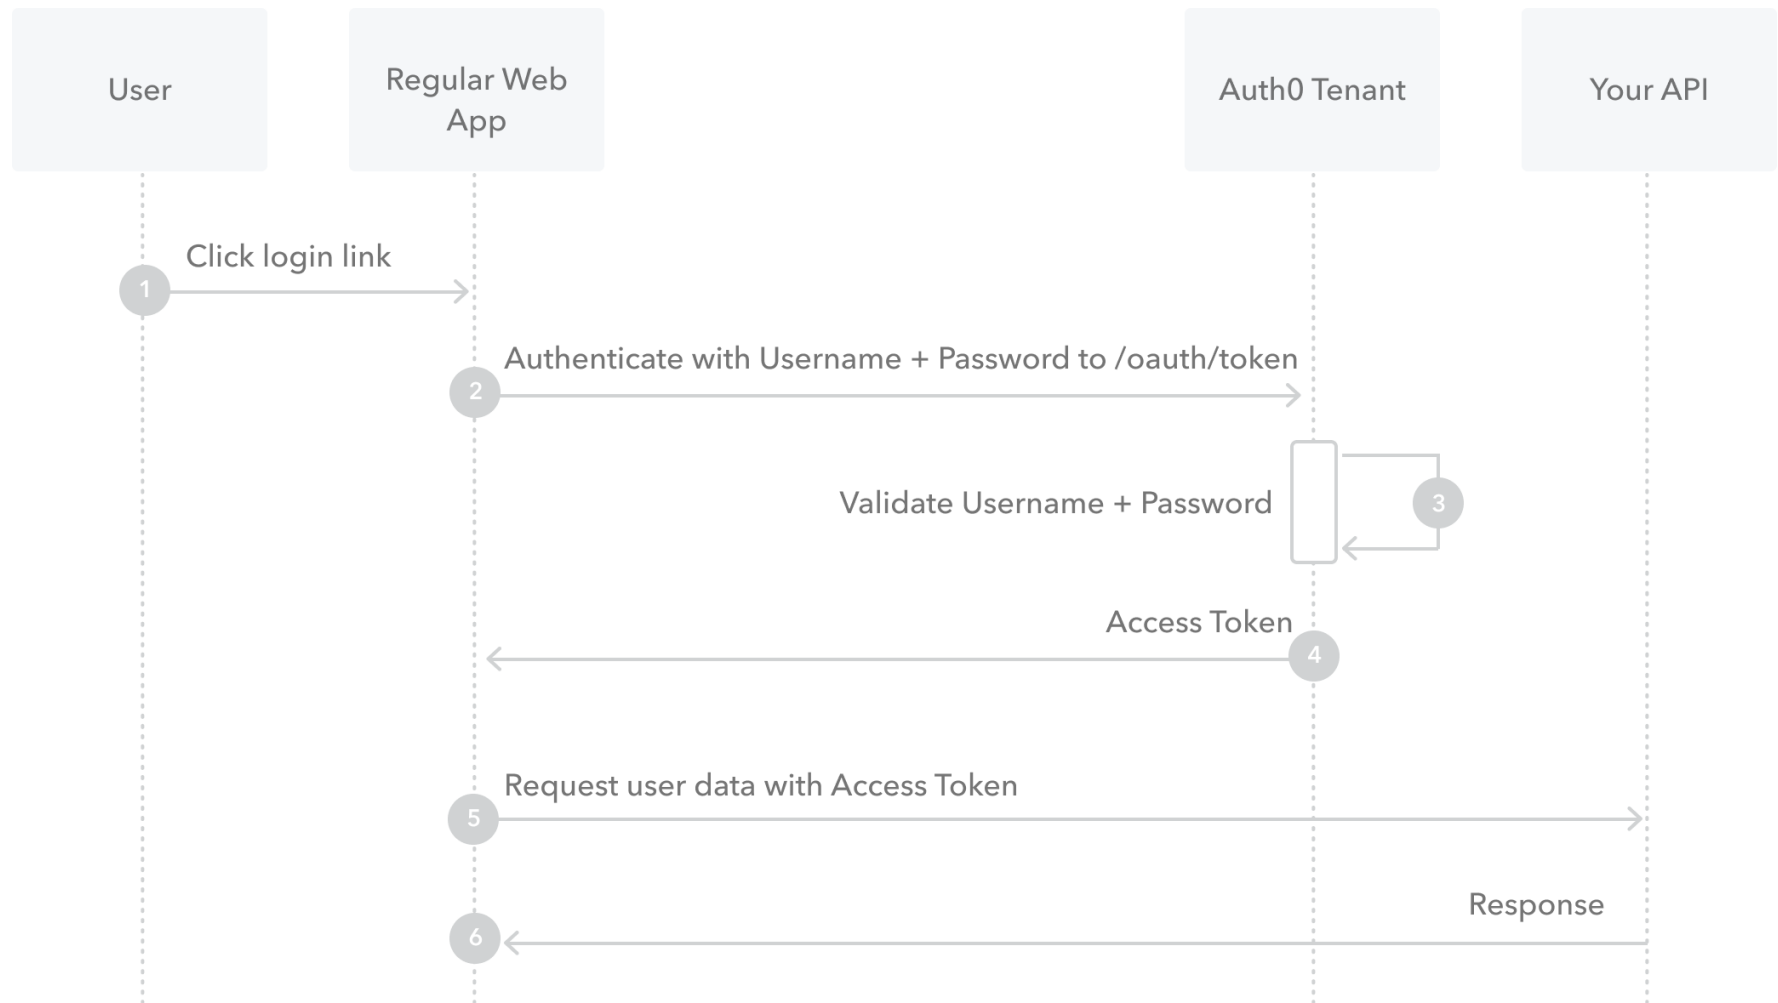 User
Regular Web
App
Auth0 Tenant
Your API
Click login link
1
Authenticate with Username + Password to /oauth/token
2
Validate Username + Password
3
Access Token
4
Request user data with Access Token
5
Response
6